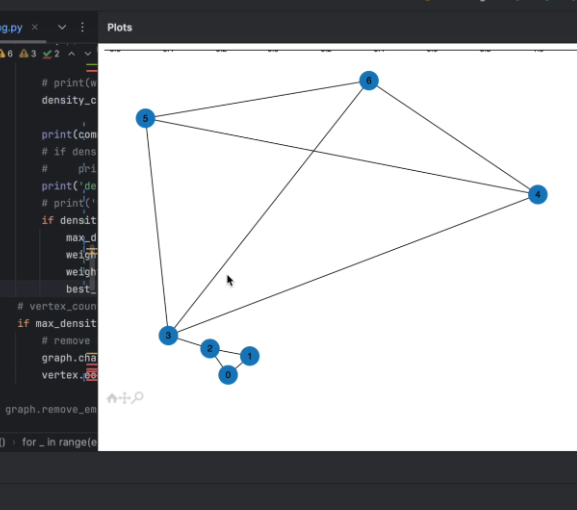 g.py
Plots
6 3 2
# print(w
density_c
print(com
# if dens
# pri
print('de
# print('
if densit
max_d
weigh
weigh
best_
# vertex_coun
if max_densit
# remove
graph.cha
vertex.co
graph.remove_em
() › for _ in range(e
6
5
4
3
2
1
0